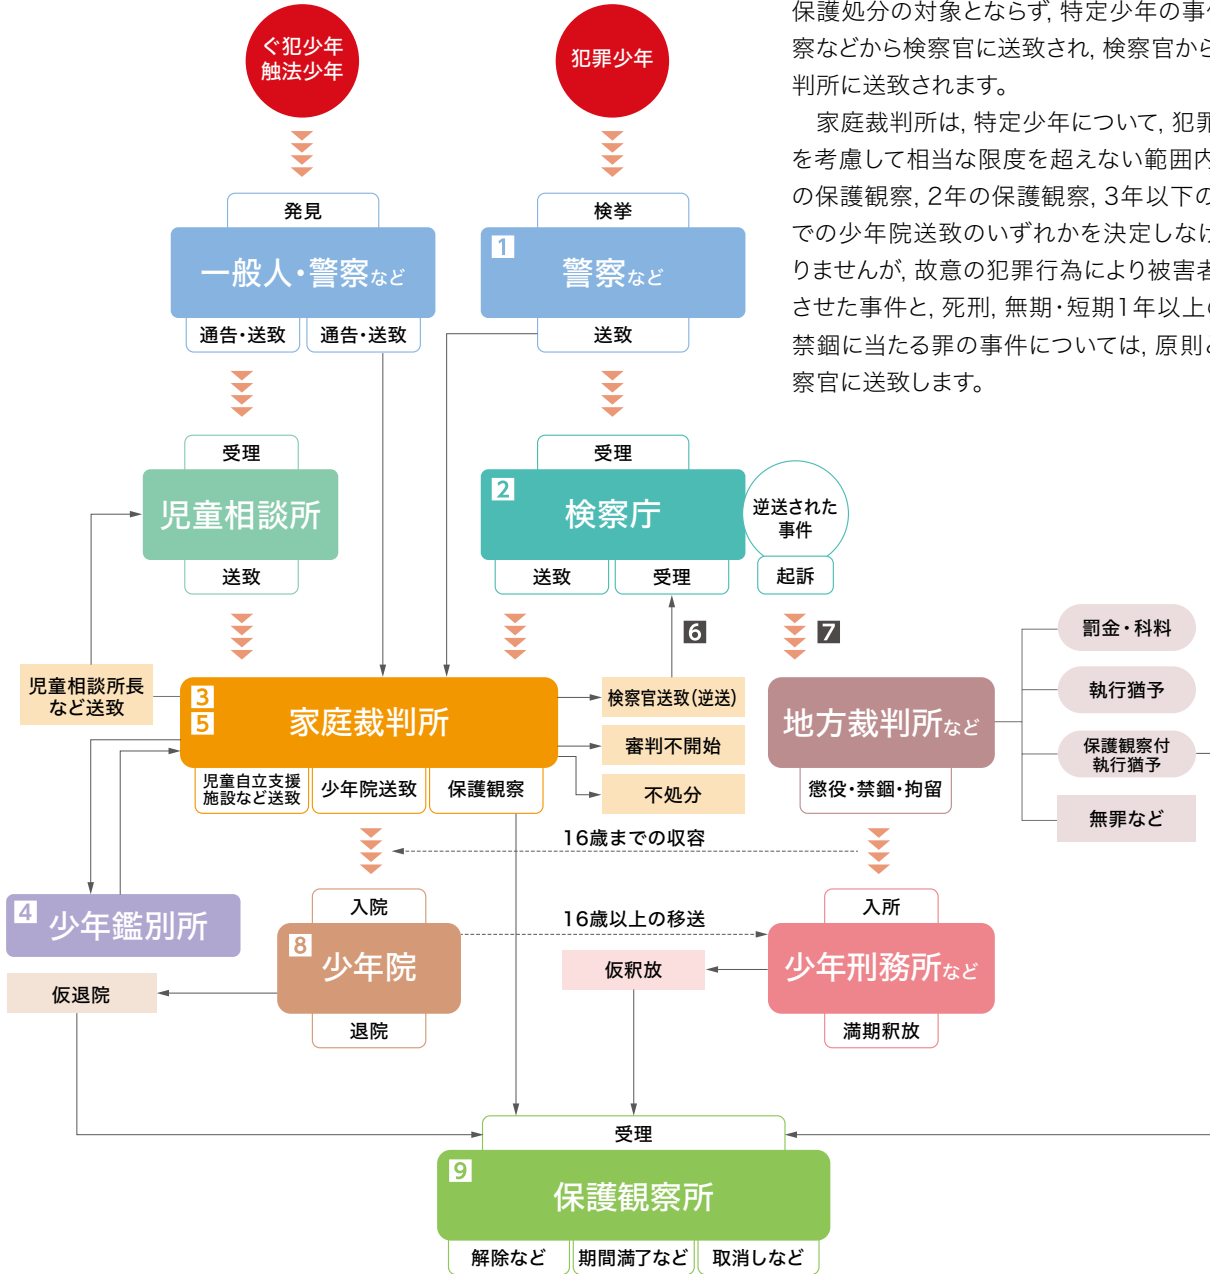 保護処分の対象とならず, 特定少年の事件
察などから検察官に送致され, 検察官から
判所に送致されます。
家庭裁判所は, 特定少年について, 犯罪
を考慮して相当な限度を超えない範囲内
の保護観察, 2年の保護観察, 3年以下の
での少年院送致のいずれかを決定しなけ
りませんが, 故意の犯罪行為により被害者
させた事件と, 死刑, 無期・短期1年以上の
禁錮に当たる罪の事件については, 原則と
察官に送致します。
ぐ犯少年
触法少年
犯罪少年
発見
一般人・警察など
通告・送致
通告・送致
検挙
1
警察など
送致
受理
児童相談所
送致
受理
2
検察庁
送致
受理
逆送された
事件
起訴
6
7
児童相談所長
など送致
3
5
家庭裁判所
児童自立支援
施設など送致
少年院送致
保護観察
検察官送致(逆送)
審判不開始
不処分
地方裁判所など
懲役・禁錮・拘留
罰金・科料
執行猶予
保護観察付
執行猶予
無罪など
16歳までの収容
4
少年鑑別所
入院
8
少年院
退院
仮退院
16歳以上の移送
入所
少年刑務所など
満期釈放
仮釈放
受理
9
保護観察所
解除など
期間満了など
取消しなど